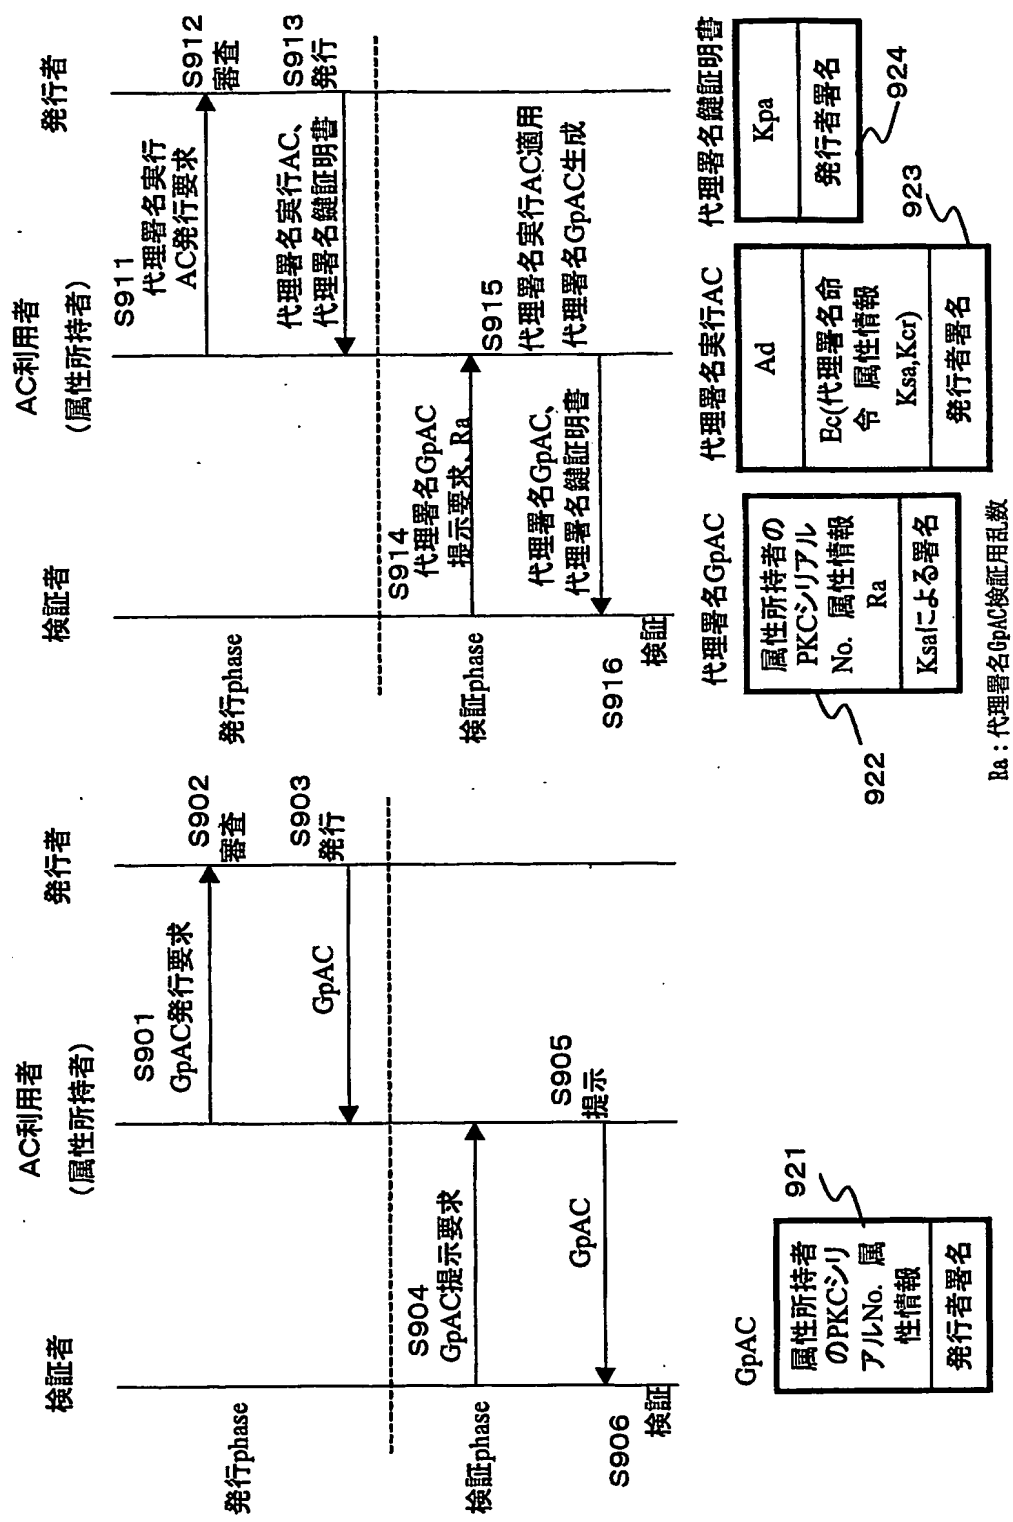 検証者
AC利用者
(属性所持者)
発行者
発行phase
S901
GpAC発行要求
S902
審査
S903
発行
GpAC
検証phase
S904
GpAC提示要求
S905
提示
GpAC
S906
検証
GpAC
属性所持者
のPKCシリ
アルNo. 属
性情報
発行者署名
921
検証者
AC利用者
(属性所持者)
発行者
発行phase
S911
代理署名実行
AC発行要求
S912
審査
S913
発行
代理署名実行AC、
代理署名鍵証明書
検証phase
S914
代理署名GpAC
提示要求、Ra
S915
代理署名実行AC適用
代理署名GpAC生成
代理署名GpAC、
代理署名鍵証明書
S916
検証
代理署名GpAC
属性所持者の
PKCシリアル
No. 属性情報
Ra
Ksaによる署名
922
代理署名実行AC
Ad
Ec(代理署名命
令 属性情報
Ksa,Kcr)
発行者署名
923
代理署名鍵証明書
Kpa
発行者署名
924
Ra：代理署名GpAC検証用乱数